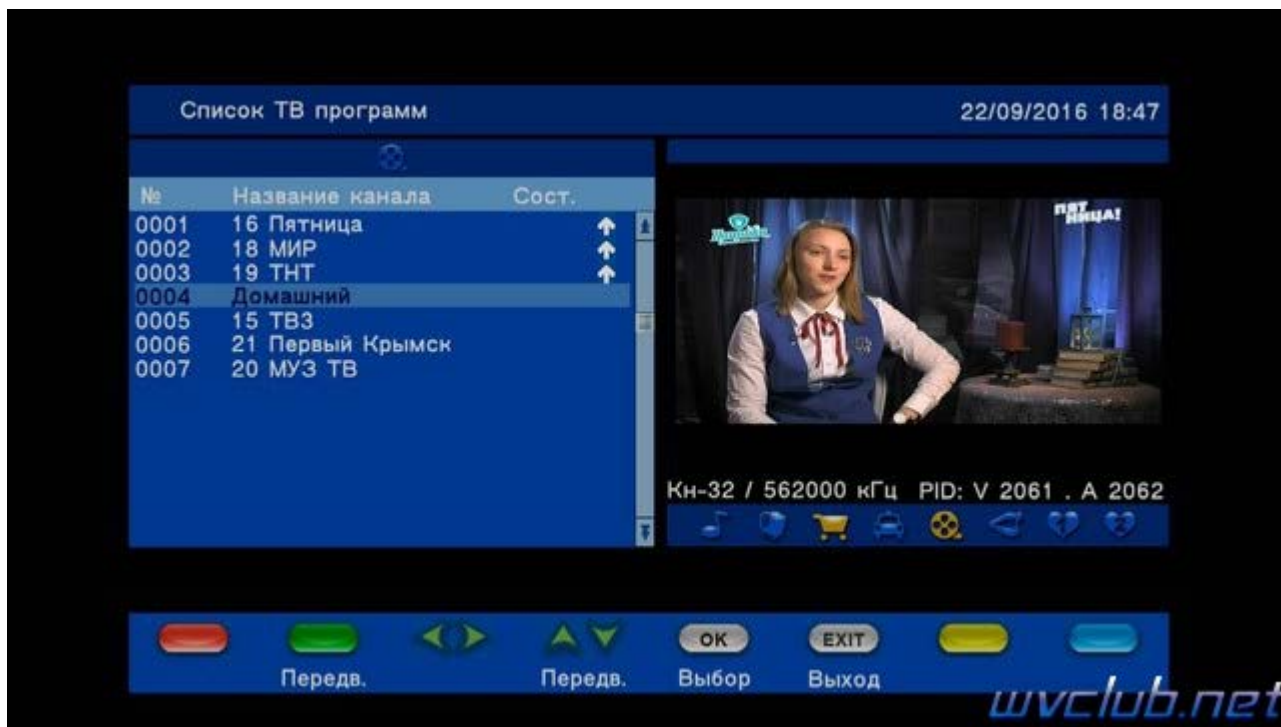 Список ТВ программ 22/09/2016 18:47
№ Название канала Сост.
0001 16 Пятница
0002 18 МИР
0003 19 ТНТ
0004 Домашний
0005 15 ТВ3
0006 21 Первый Крымск
0007 20 МУЗ ТВ
ПЯТ
НИЦА!
Кн-32 / 562000 кГц PID: V 2061 . A 2062
OK EXIT
Передв. Передв. Выбор Выход
wvclub.net